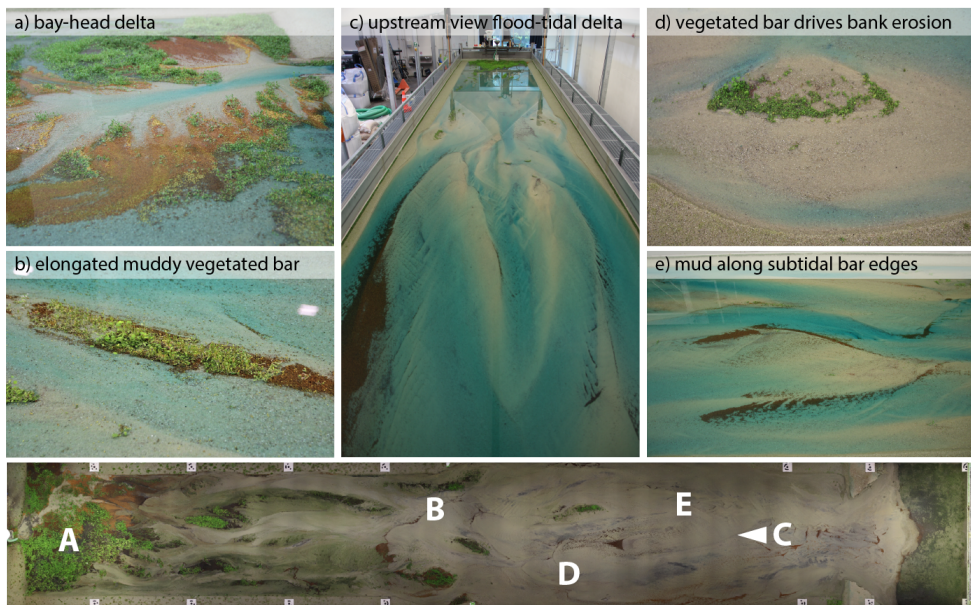 a) bay-head delta
c) upstream view flood-tidal delta
d) vegetated bar drives bank erosion
b) elongated muddy vegetated bar
e) mud along subtidal bar edges
A
B
E
C
D